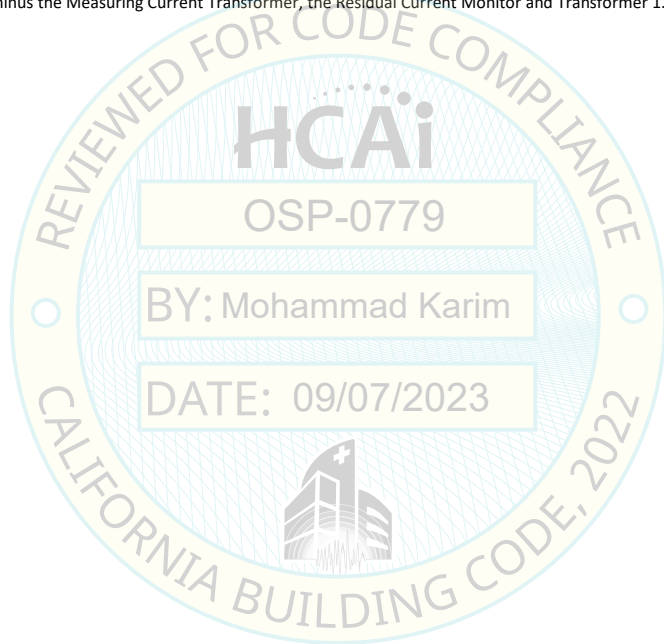 minus the Measuring Current Transformer, the Residual Current Monitor and Transformer 1.
REVIEWED FOR CODE COMPLIANCE
HCAi
OSP-0779
BY: Mohammad Karim
DATE: 09/07/2023
CALIFORNIA BUILDING CODE, 2022